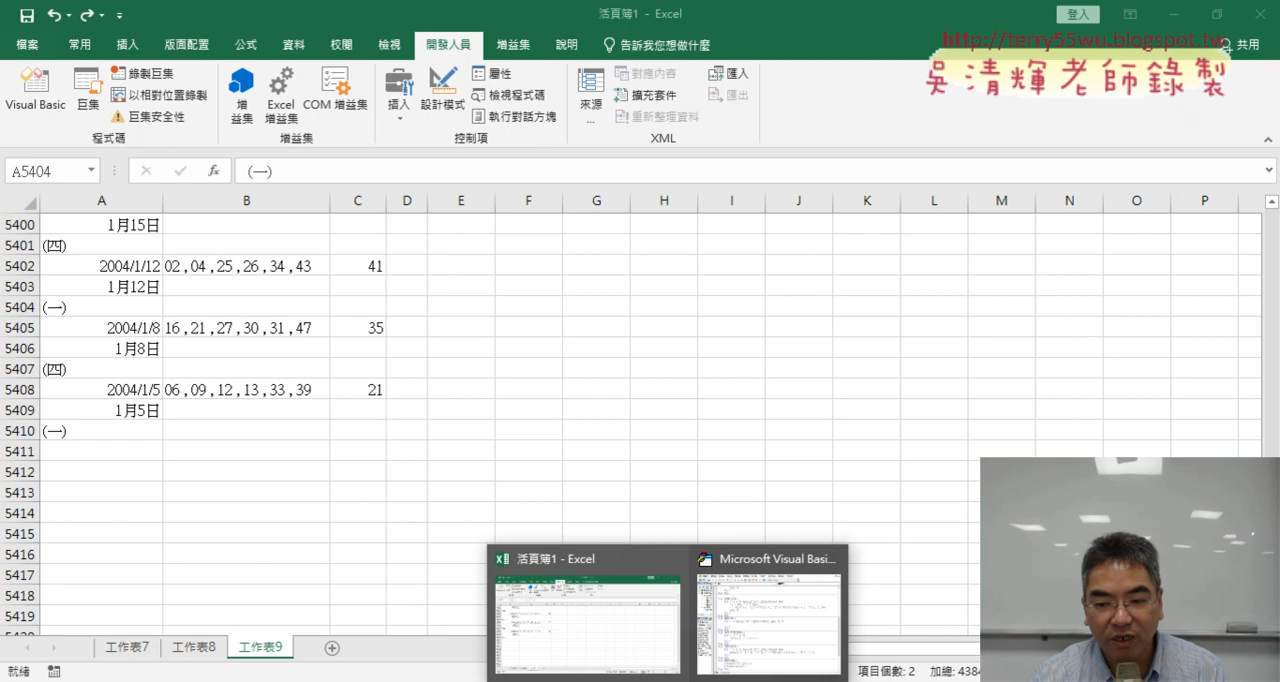 活頁簿1 - Excel
登入
http://terry55wu.blogspot.tw
檔案 常用 插入 版面配置 公式 資料 校閱 檢視 開發人員 增益集 說明 告訴我您想做什麼 共用
吳清輝老師錄製
Visual Basic 巨集 錄製巨集 以相對位置錄製 巨集安全性
增益集 Excel 增益集 COM 增益集
插入 設計模式 屬性 檢視程式碼 執行對話方塊
來源... 對應內容 擴充套件 重新整理資料 匯入 匯出
程式碼 增益集 控制項 XML
A5404 fx (一)
A B C D E F G H I J K L M N O P
5400 1月15日
5401 (四)
5402 2004/1/12 02 , 04 , 25 , 26 , 34 , 43 41
5403 1月12日
5404 (一)
5405 2004/1/8 16 , 21 , 27 , 30 , 31 , 47 35
5406 1月8日
5407 (四)
5408 2004/1/5 06 , 09 , 12 , 13 , 33 , 39 21
5409 1月5日
5410 (一)
5411
5412
5413
5414
5415
5416
5417
5418
5419
活頁簿1 - Excel Microsoft Visual Basi...
工作表7 工作表8 工作表9
就緒 項目個數: 2 加總: 4384